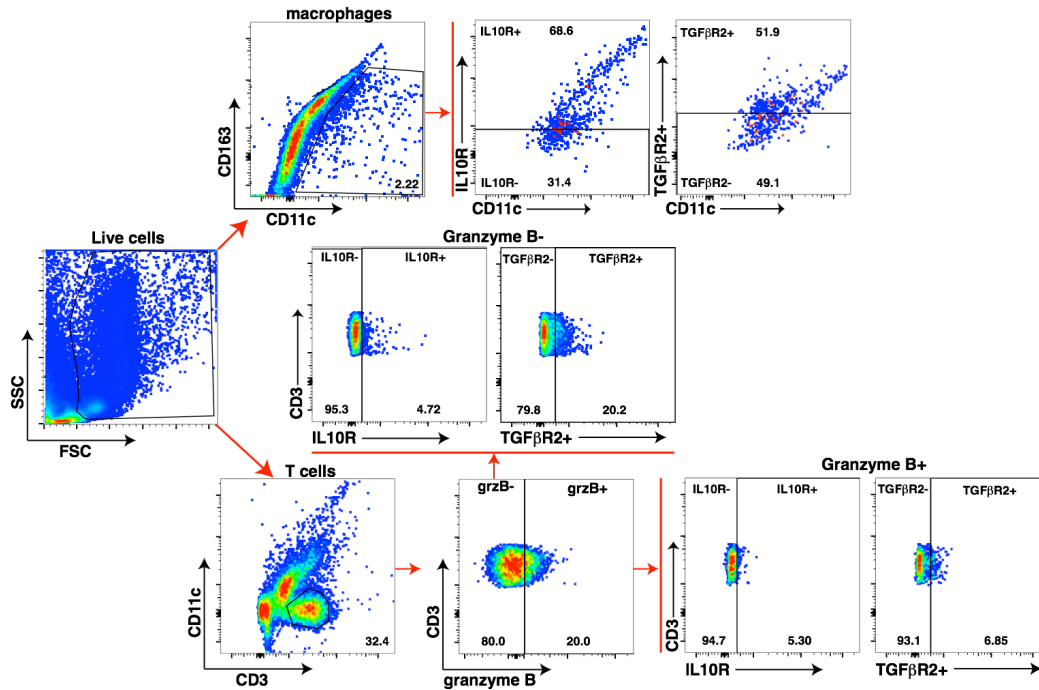 macrophages
CD163
CD11c
2.22
IL10R+ 68.6
IL10R- 31.4
IL10R
CD11c
TGFβR2+ 51.9
TGFβR2- 49.1
TGFβR2+
CD11c
Live cells
SSC
FSC
Granzyme B-
IL10R- IL10R+
95.3 4.72
CD3
IL10R
TGFβR2- TGFβR2+
79.8 20.2
TGFβR2+
T cells
CD11c
CD3
32.4
grzB- grzB+
80.0 20.0
CD3
granzyme B
Granzyme B+
IL10R- IL10R+
94.7 5.30
CD3
IL10R
TGFβR2- TGFβR2+
93.1 6.85
TGFβR2+